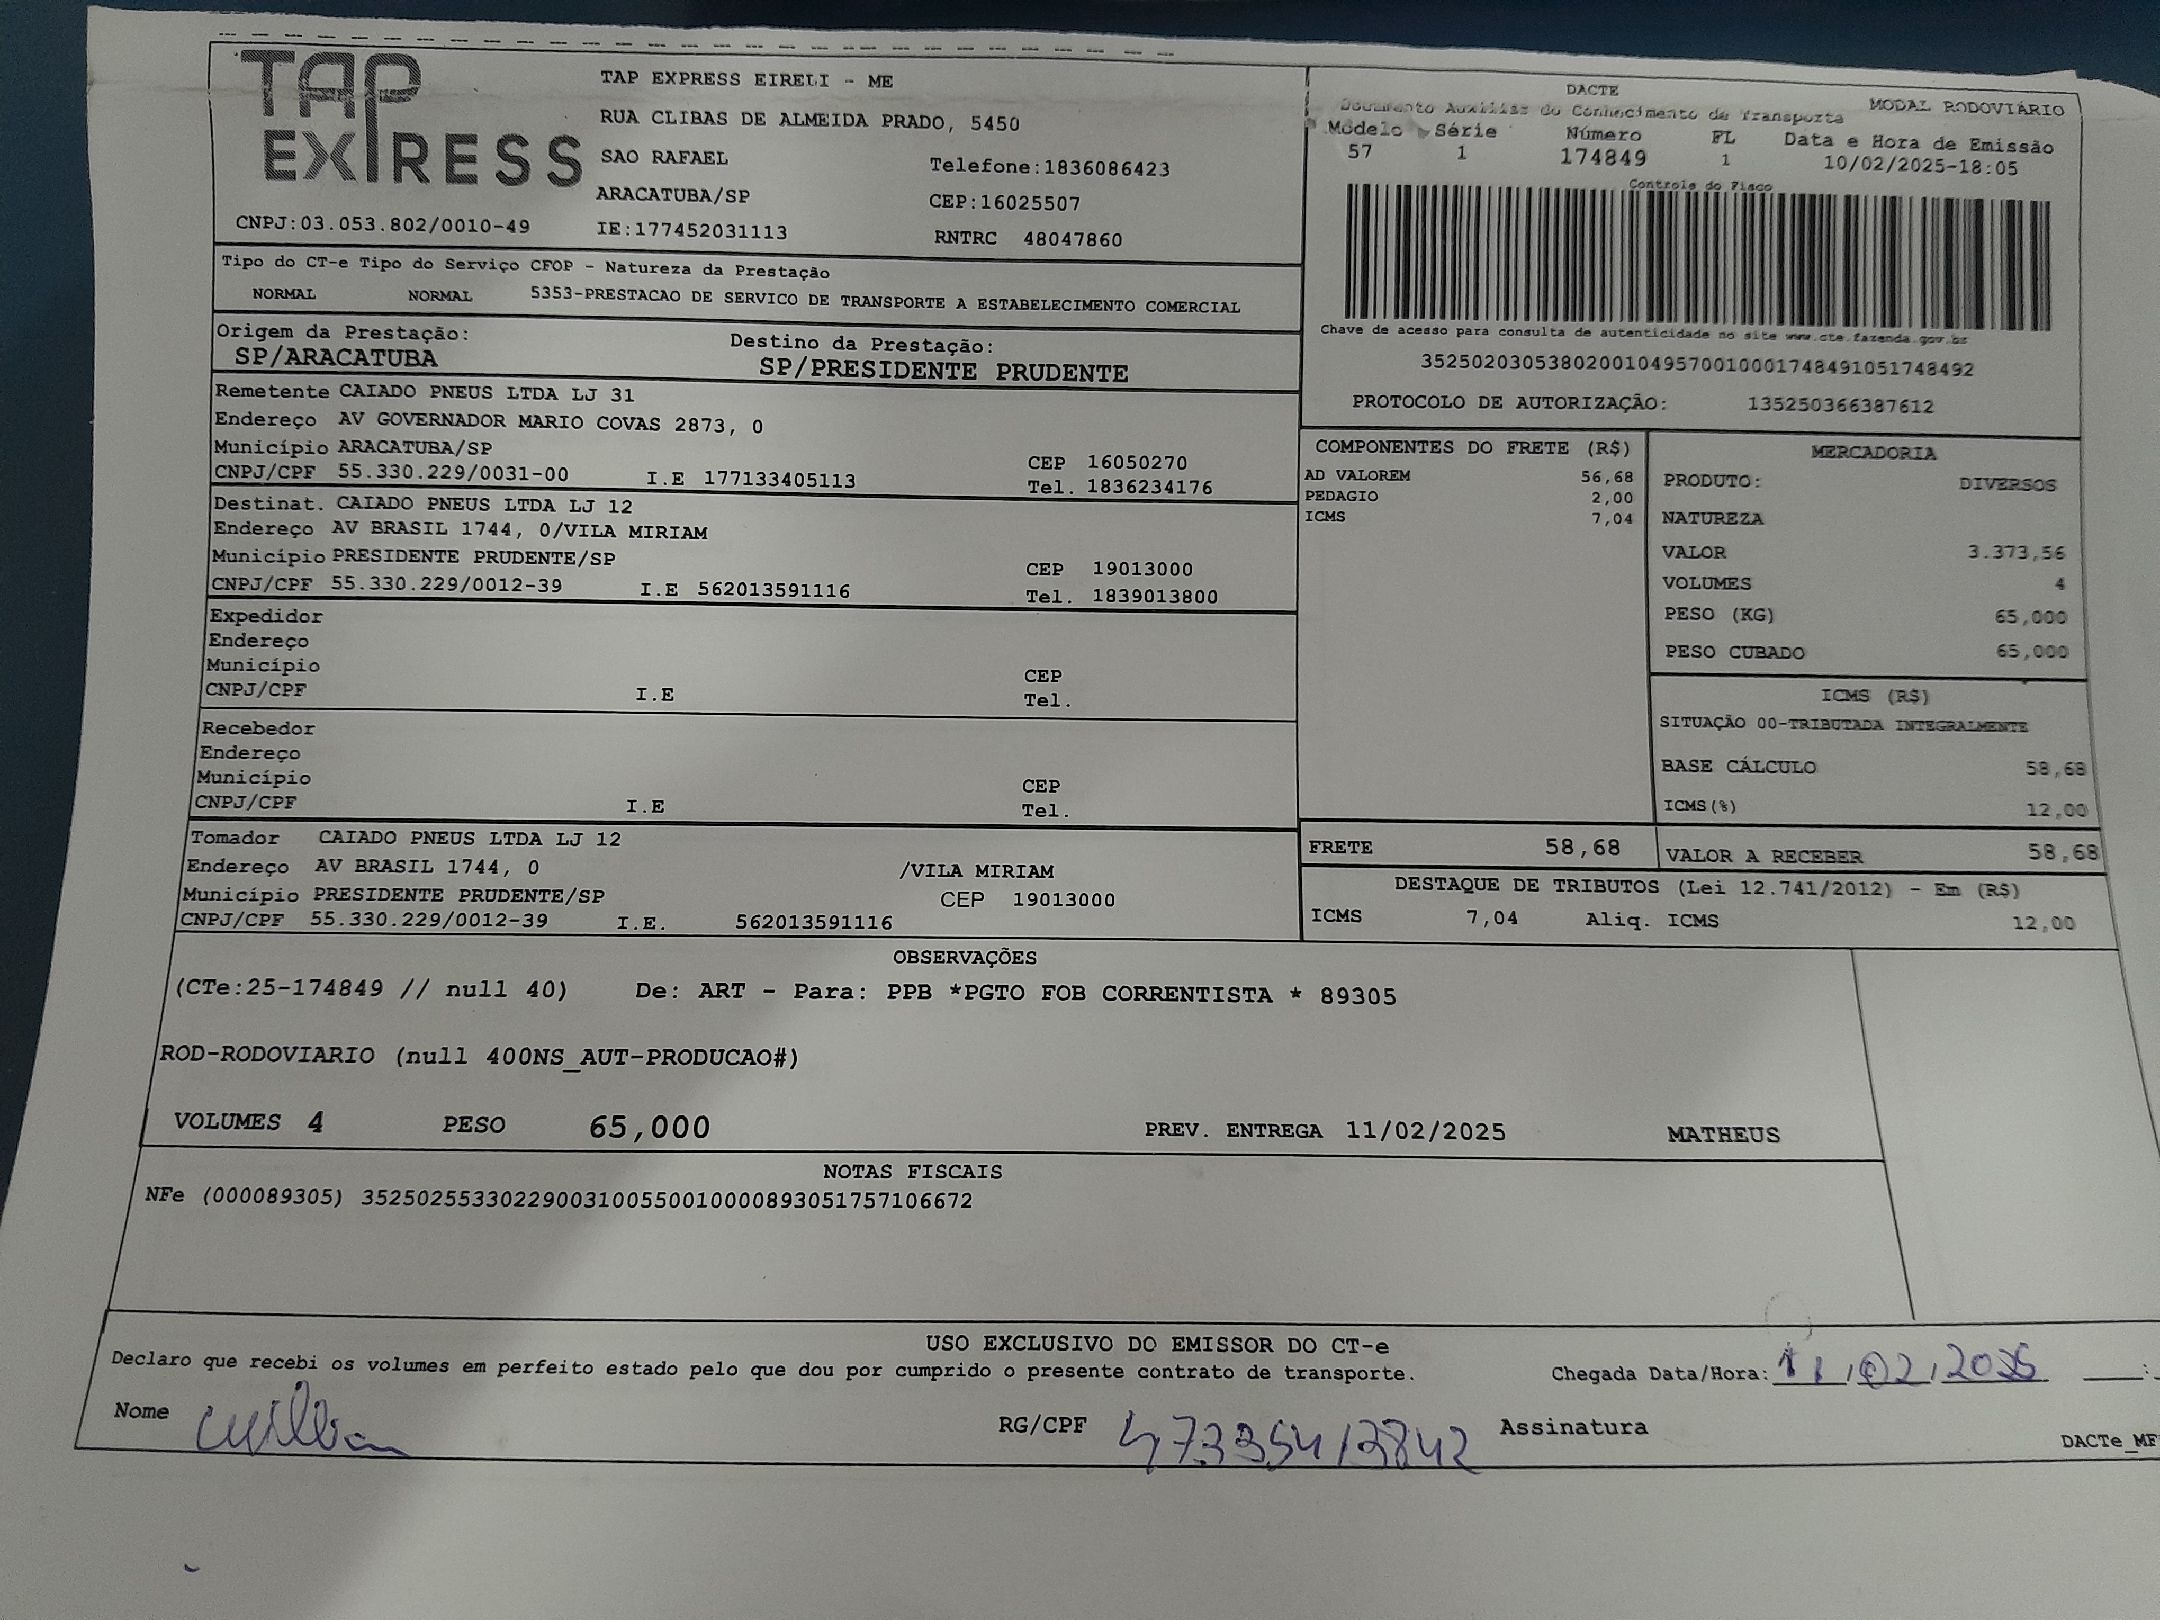 TAP
EXPRESS
TAP EXPRESS EIRELI - ME
RUA CLIBAS DE ALMEIDA PRADO, 5450
SAO RAFAEL Telefone:1836086423
ARACATUBA/SP CEP:16025507
CNPJ:03.053.802/0010-49 IE:177452031113 RNTRC 48047860
DACTE
Documento Auxiliar do Conhecimento de Transporte MODAL RODOVIÁRIO
Modelo Série Número FL Data e Hora de Emissão
57 1 174849 1 10/02/2025-18:05
Controle do Fisco
Chave de acesso para consulta de autenticidade no site www.cte.fazenda.gov.br
35250203053802001049570010001748491051748492
PROTOCOLO DE AUTORIZAÇÃO: 135250366387612
Tipo do CT-e Tipo do Serviço CFOP - Natureza da Prestação
NORMAL NORMAL 5353-PRESTACAO DE SERVICO DE TRANSPORTE A ESTABELECIMENTO COMERCIAL
Origem da Prestação: Destino da Prestação:
SP/ARACATUBA SP/PRESIDENTE PRUDENTE
Remetente CAIADO PNEUS LTDA LJ 31
Endereço AV GOVERNADOR MARIO COVAS 2873, 0
Município ARACATUBA/SP CEP 16050270
CNPJ/CPF 55.330.229/0031-00 I.E 177133405113 Tel. 1836234176
Destinat. CAIADO PNEUS LTDA LJ 12
Endereço AV BRASIL 1744, 0/VILA MIRIAM
Município PRESIDENTE PRUDENTE/SP CEP 19013000
CNPJ/CPF 55.330.229/0012-39 I.E 562013591116 Tel. 1839013800
Expedidor
Endereço
Município CEP
CNPJ/CPF I.E Tel.
Recebedor
Endereço
Município CEP
CNPJ/CPF I.E Tel.
Tomador CAIADO PNEUS LTDA LJ 12
Endereço AV BRASIL 1744, 0 /VILA MIRIAM
Município PRESIDENTE PRUDENTE/SP CEP 19013000
CNPJ/CPF 55.330.229/0012-39 I.E. 562013591116
COMPONENTES DO FRETE (R$)
AD VALOREM 56,68
PEDAGIO 2,00
ICMS 7,04
MERCADORIA
PRODUTO: DIVERSOS
NATUREZA
VALOR 3.373,56
VOLUMES 4
PESO (KG) 65,000
PESO CUBADO 65,000
ICMS (R$)
SITUAÇÃO 00-TRIBUTADA INTEGRALMENTE
BASE CÁLCULO 58,68
ICMS(%) 12,00
FRETE 58,68 VALOR A RECEBER 58,68
DESTAQUE DE TRIBUTOS (Lei 12.741/2012) - Em (R$)
ICMS 7,04 Aliq. ICMS 12,00
OBSERVAÇÕES
(CTe:25-174849 // null 40) De: ART - Para: PPB *PGTO FOB CORRENTISTA * 89305
ROD-RODOVIARIO (null 400NS_AUT-PRODUCAO#)
VOLUMES 4 PESO 65,000 PREV. ENTREGA 11/02/2025 MATHEUS
NOTAS FISCAIS
NFe (000089305) 35250255330229003100550010000893051757106672
USO EXCLUSIVO DO EMISSOR DO CT-e
Declaro que recebi os volumes em perfeito estado pelo que dou por cumprido o presente contrato de transporte. Chegada Data/Hora: 11/02/2025
Nome RG/CPF 47335413842 Assinatura
DACTe_MF